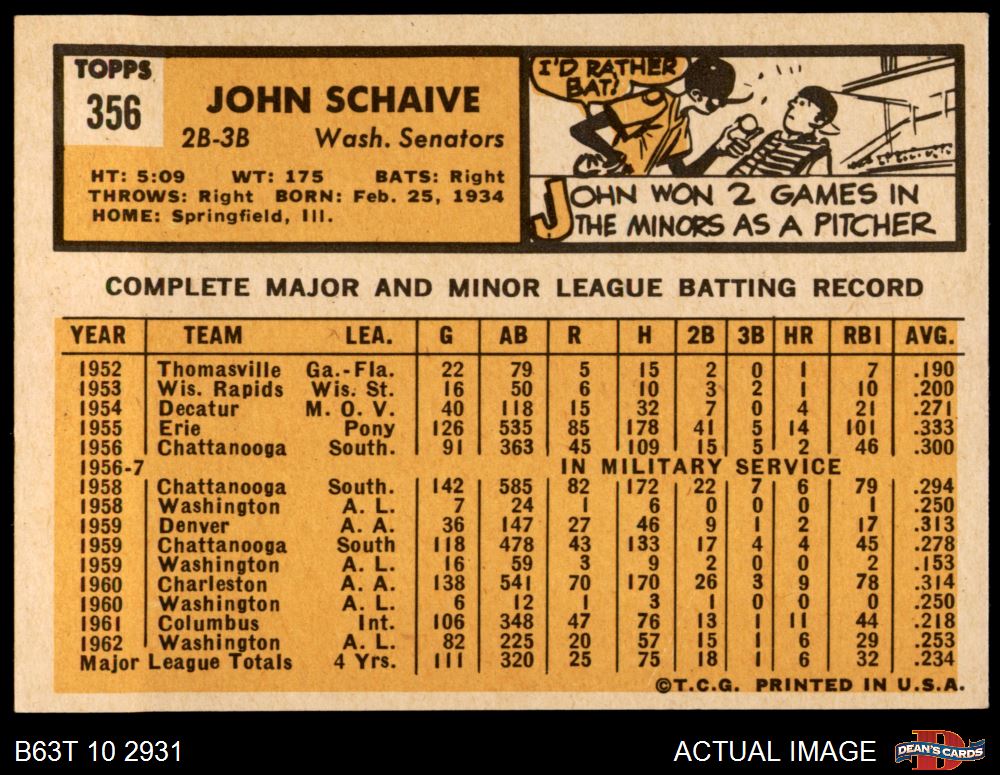 TOPPS
356
JOHN SCHAIVE
2B-3B Wash. Senators
HT: 5:09 WT: 175 BATS: Right
THROWS: Right BORN: Feb. 25, 1934
HOME: Springfield, Ill.
I'D RATHER
BAT!
JOHN WON 2 GAMES IN
THE MINORS AS A PITCHER
COMPLETE MAJOR AND MINOR LEAGUE BATTING RECORD
YEAR TEAM LEA. G AB R H 2B 3B HR RBI AVG.
1952 Thomasville Ga.-Fla. 22 79 5 15 2 0 1 7 .190
1953 Wis. Rapids Wis. St. 16 50 6 10 3 2 1 10 .200
1954 Decatur M. O. V. 40 118 15 32 7 0 4 21 .271
1955 Erie Pony 126 535 85 178 41 5 14 101 .333
1956 Chattanooga South. 91 363 45 109 15 5 2 46 .300
1956-7 IN MILITARY SERVICE
1958 Chattanooga South. 142 585 82 172 22 7 6 79 .294
1958 Washington A. L. 7 24 1 6 0 0 0 1 .250
1959 Denver A. A. 36 147 27 46 9 1 2 17 .313
1959 Chattanooga South 118 478 43 133 17 4 4 45 .278
1959 Washington A. L. 16 59 3 9 2 0 0 2 .153
1960 Charleston A. A. 138 541 70 170 26 3 9 78 .314
1960 Washington A. L. 6 12 1 3 1 0 0 0 .250
1961 Columbus Int. 106 348 47 76 13 1 11 44 .218
1962 Washington A. L. 82 225 20 57 15 1 6 29 .253
Major League Totals 4 Yrs. 111 320 25 75 18 1 6 32 .234
©T.C.G. PRINTED IN U.S.A.
B63T 10 2931 ACTUAL IMAGE DEAN'S CARDS